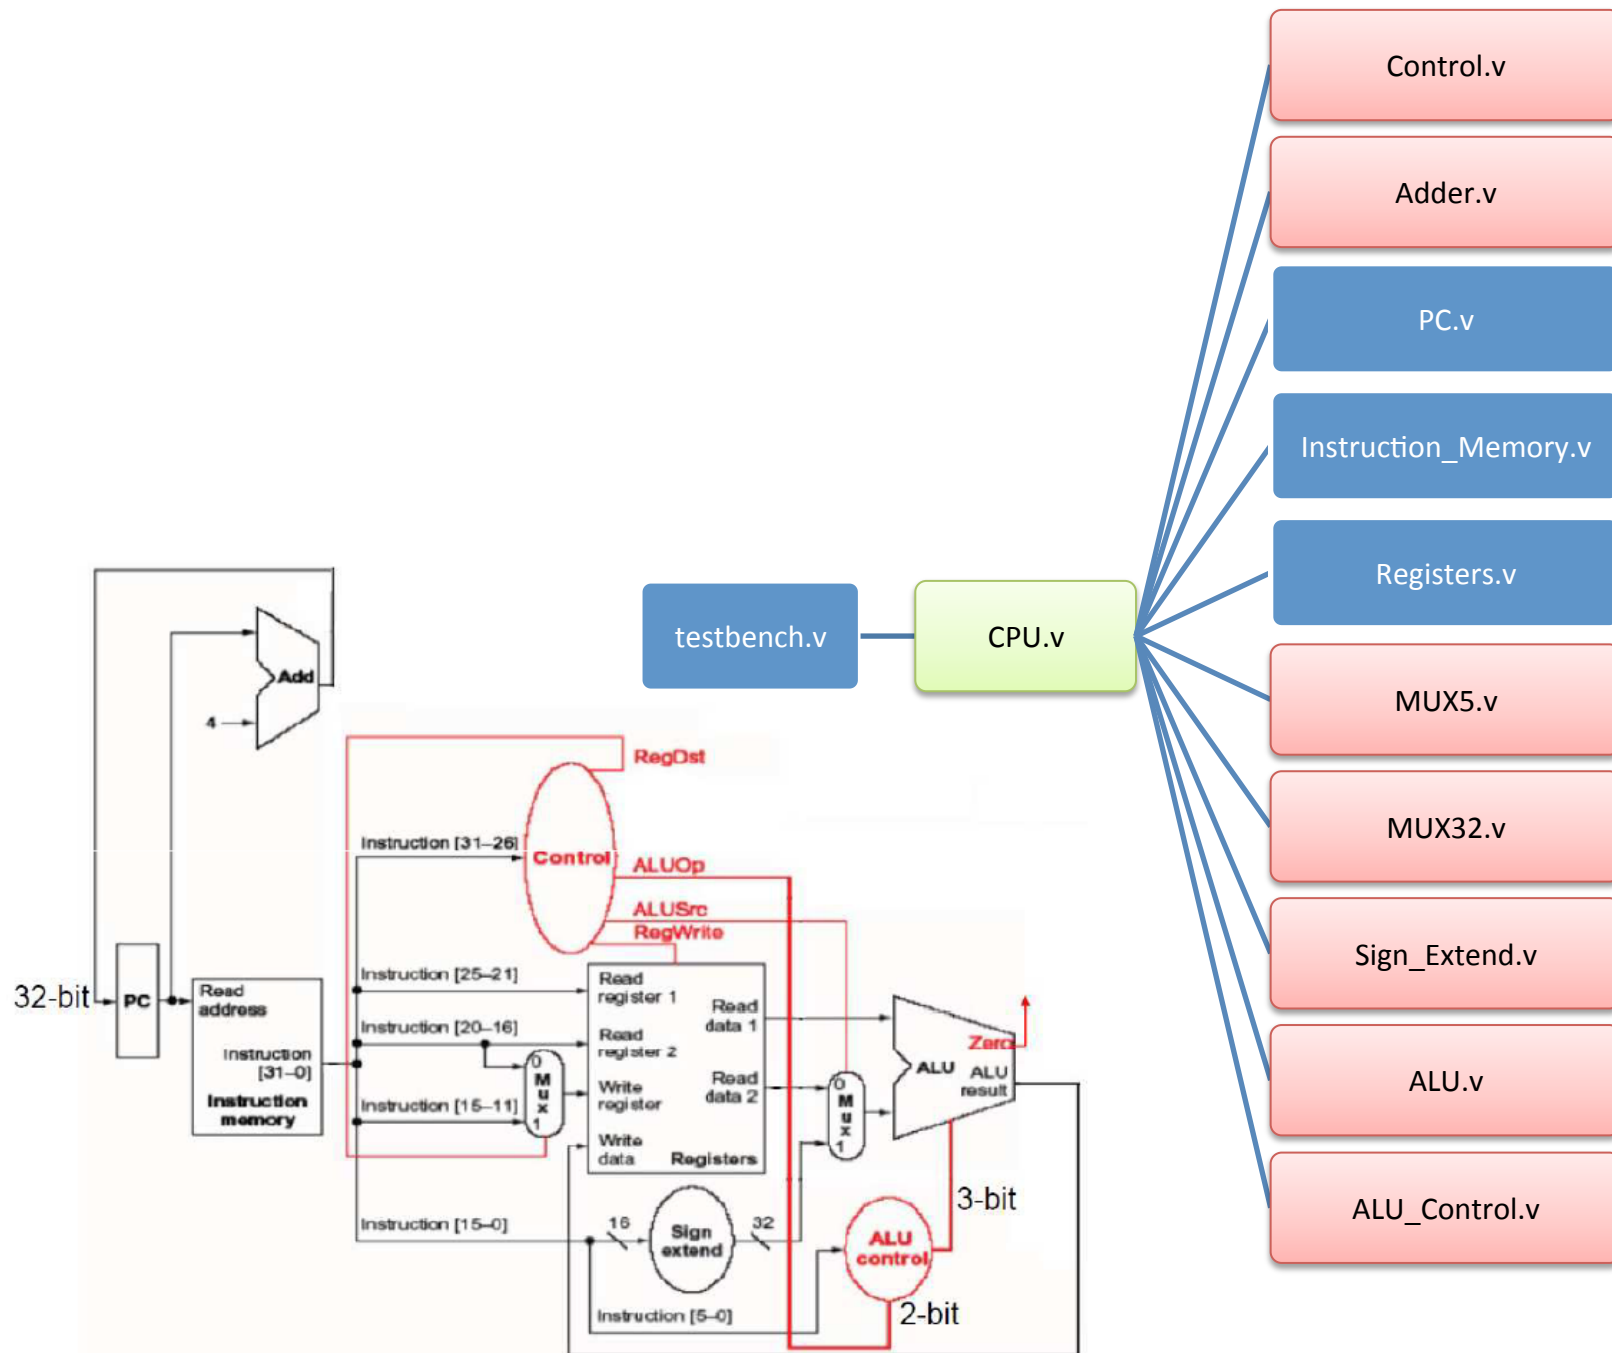 Control.v
Adder.v
PC.v
Instruction_Memory.v
Registers.v
testbench.v
CPU.v
MUX5.v
MUX32.v
Sign_Extend.v
ALU.v
ALU_Control.v
Add
4
RegDst
Instruction [31–26]
Control
ALUOp
ALUSrc
RegWrite
32-bit
PC
Read
address
Instruction
[31–0]
Instruction
memory
Instruction [25–21]
Instruction [20–16]
Instruction [15–11]
0
M
u
x
1
Read
register 1
Read
register 2
Write
register
Write
data
Read
data 1
Read
data 2
Registers
0
M
u
x
1
Zero
ALU
ALU
result
3-bit
Instruction [15–0]
16
Sign
extend
32
ALU
control
Instruction [5–0]
2-bit